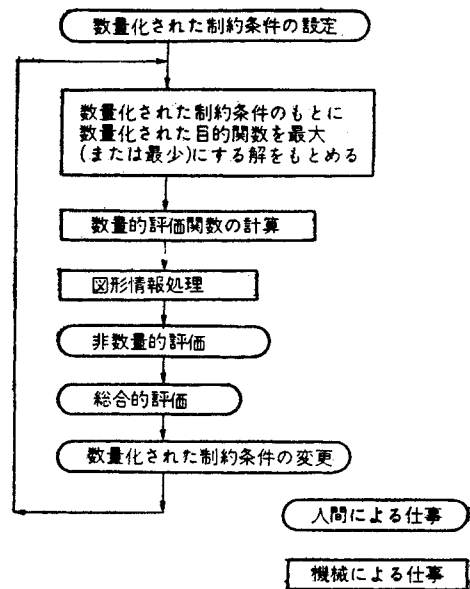 数量化された制約条件の設定
数量化された制約条件のもとに
数量化された目的関数を最大
(または最少)にする解をもとめる
数量的評価関数の計算
図形情報処理
非数量的評価
総合的評価
数量化された制約条件の変更
人間による仕事
機械による仕事